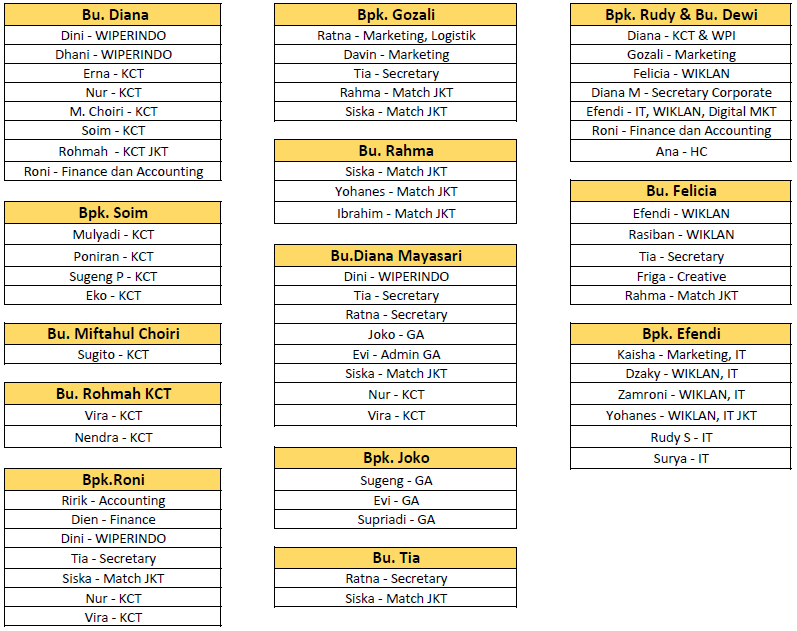 Bu. Diana
Dini - WIPERINDO
Dhani - WIPERINDO
Erna - KCT
Nur - KCT
M. Choiri - KCT
Soim - KCT
Rohmah - KCT JKT
Roni - Finance dan Accounting
Bpk. Soim
Mulyadi - KCT
Poniran - KCT
Sugeng P - KCT
Eko - KCT
Bu. Miftahul Choiri
Sugito - KCT
Bu. Rohmah KCT
Vira - KCT
Nendra - KCT
Bpk.Roni
Ririk - Accounting
Dien - Finance
Dini - WIPERINDO
Tia - Secretary
Siska - Match JKT
Nur - KCT
Vira - KCT
Bpk. Gozali
Ratna - Marketing, Logistik
Davin - Marketing
Tia - Secretary
Rahma - Match JKT
Siska - Match JKT
Bu. Rahma
Siska - Match JKT
Yohanes - Match JKT
Ibrahim - Match JKT
Bu.Diana Mayasari
Dini - WIPERINDO
Tia - Secretary
Ratna - Secretary
Joko - GA
Evi - Admin GA
Siska - Match JKT
Nur - KCT
Vira - KCT
Bpk. Joko
Sugeng - GA
Evi - GA
Supriadi - GA
Bu. Tia
Ratna - Secretary
Siska - Match JKT
Bpk. Rudy & Bu. Dewi
Diana - KCT & WPI
Gozali - Marketing
Felicia - WIKLAN
Diana M - Secretary Corporate
Efendi - IT, WIKLAN, Digital MKT
Roni - Finance dan Accounting
Ana - HC
Bu. Felicia
Efendi - WIKLAN
Rasiban - WIKLAN
Tia - Secretary
Friga - Creative
Rahma - Match JKT
Bpk. Efendi
Kaisha - Marketing, IT
Dzaky - WIKLAN, IT
Zamroni - WIKLAN, IT
Yohanes - WIKLAN, IT JKT
Rudy S - IT
Surya - IT